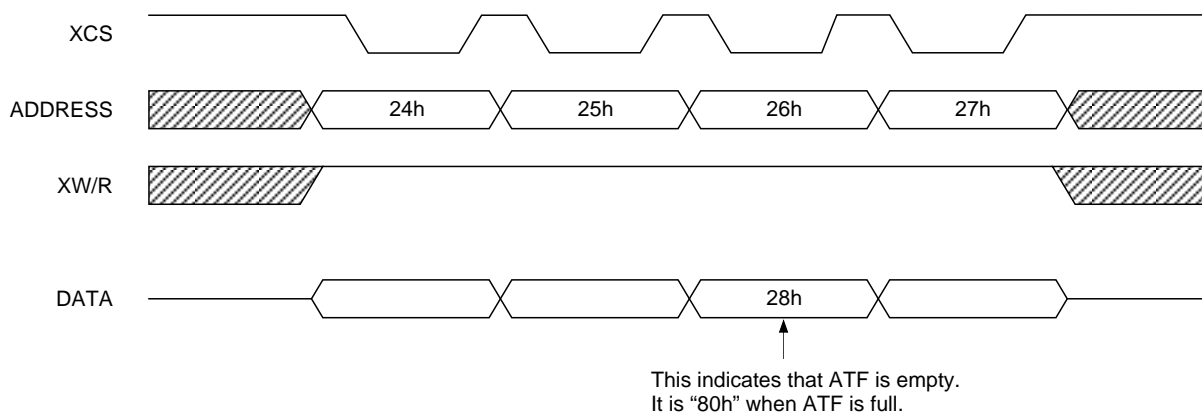 XCS
ADDRESS 24h 25h 26h 27h
XW/R
DATA 28h
This indicates that ATF is empty.
It is “80h” when ATF is full.